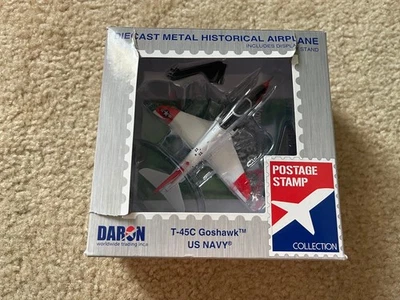 DIECAST METAL HISTORICAL AIRPLANE
INCLUDES DISPLAY STAND
POSTAGE
STAMP
COLLECTION
DARON
worldwide trading inc.®
T-45C Goshawk™
US NAVY®